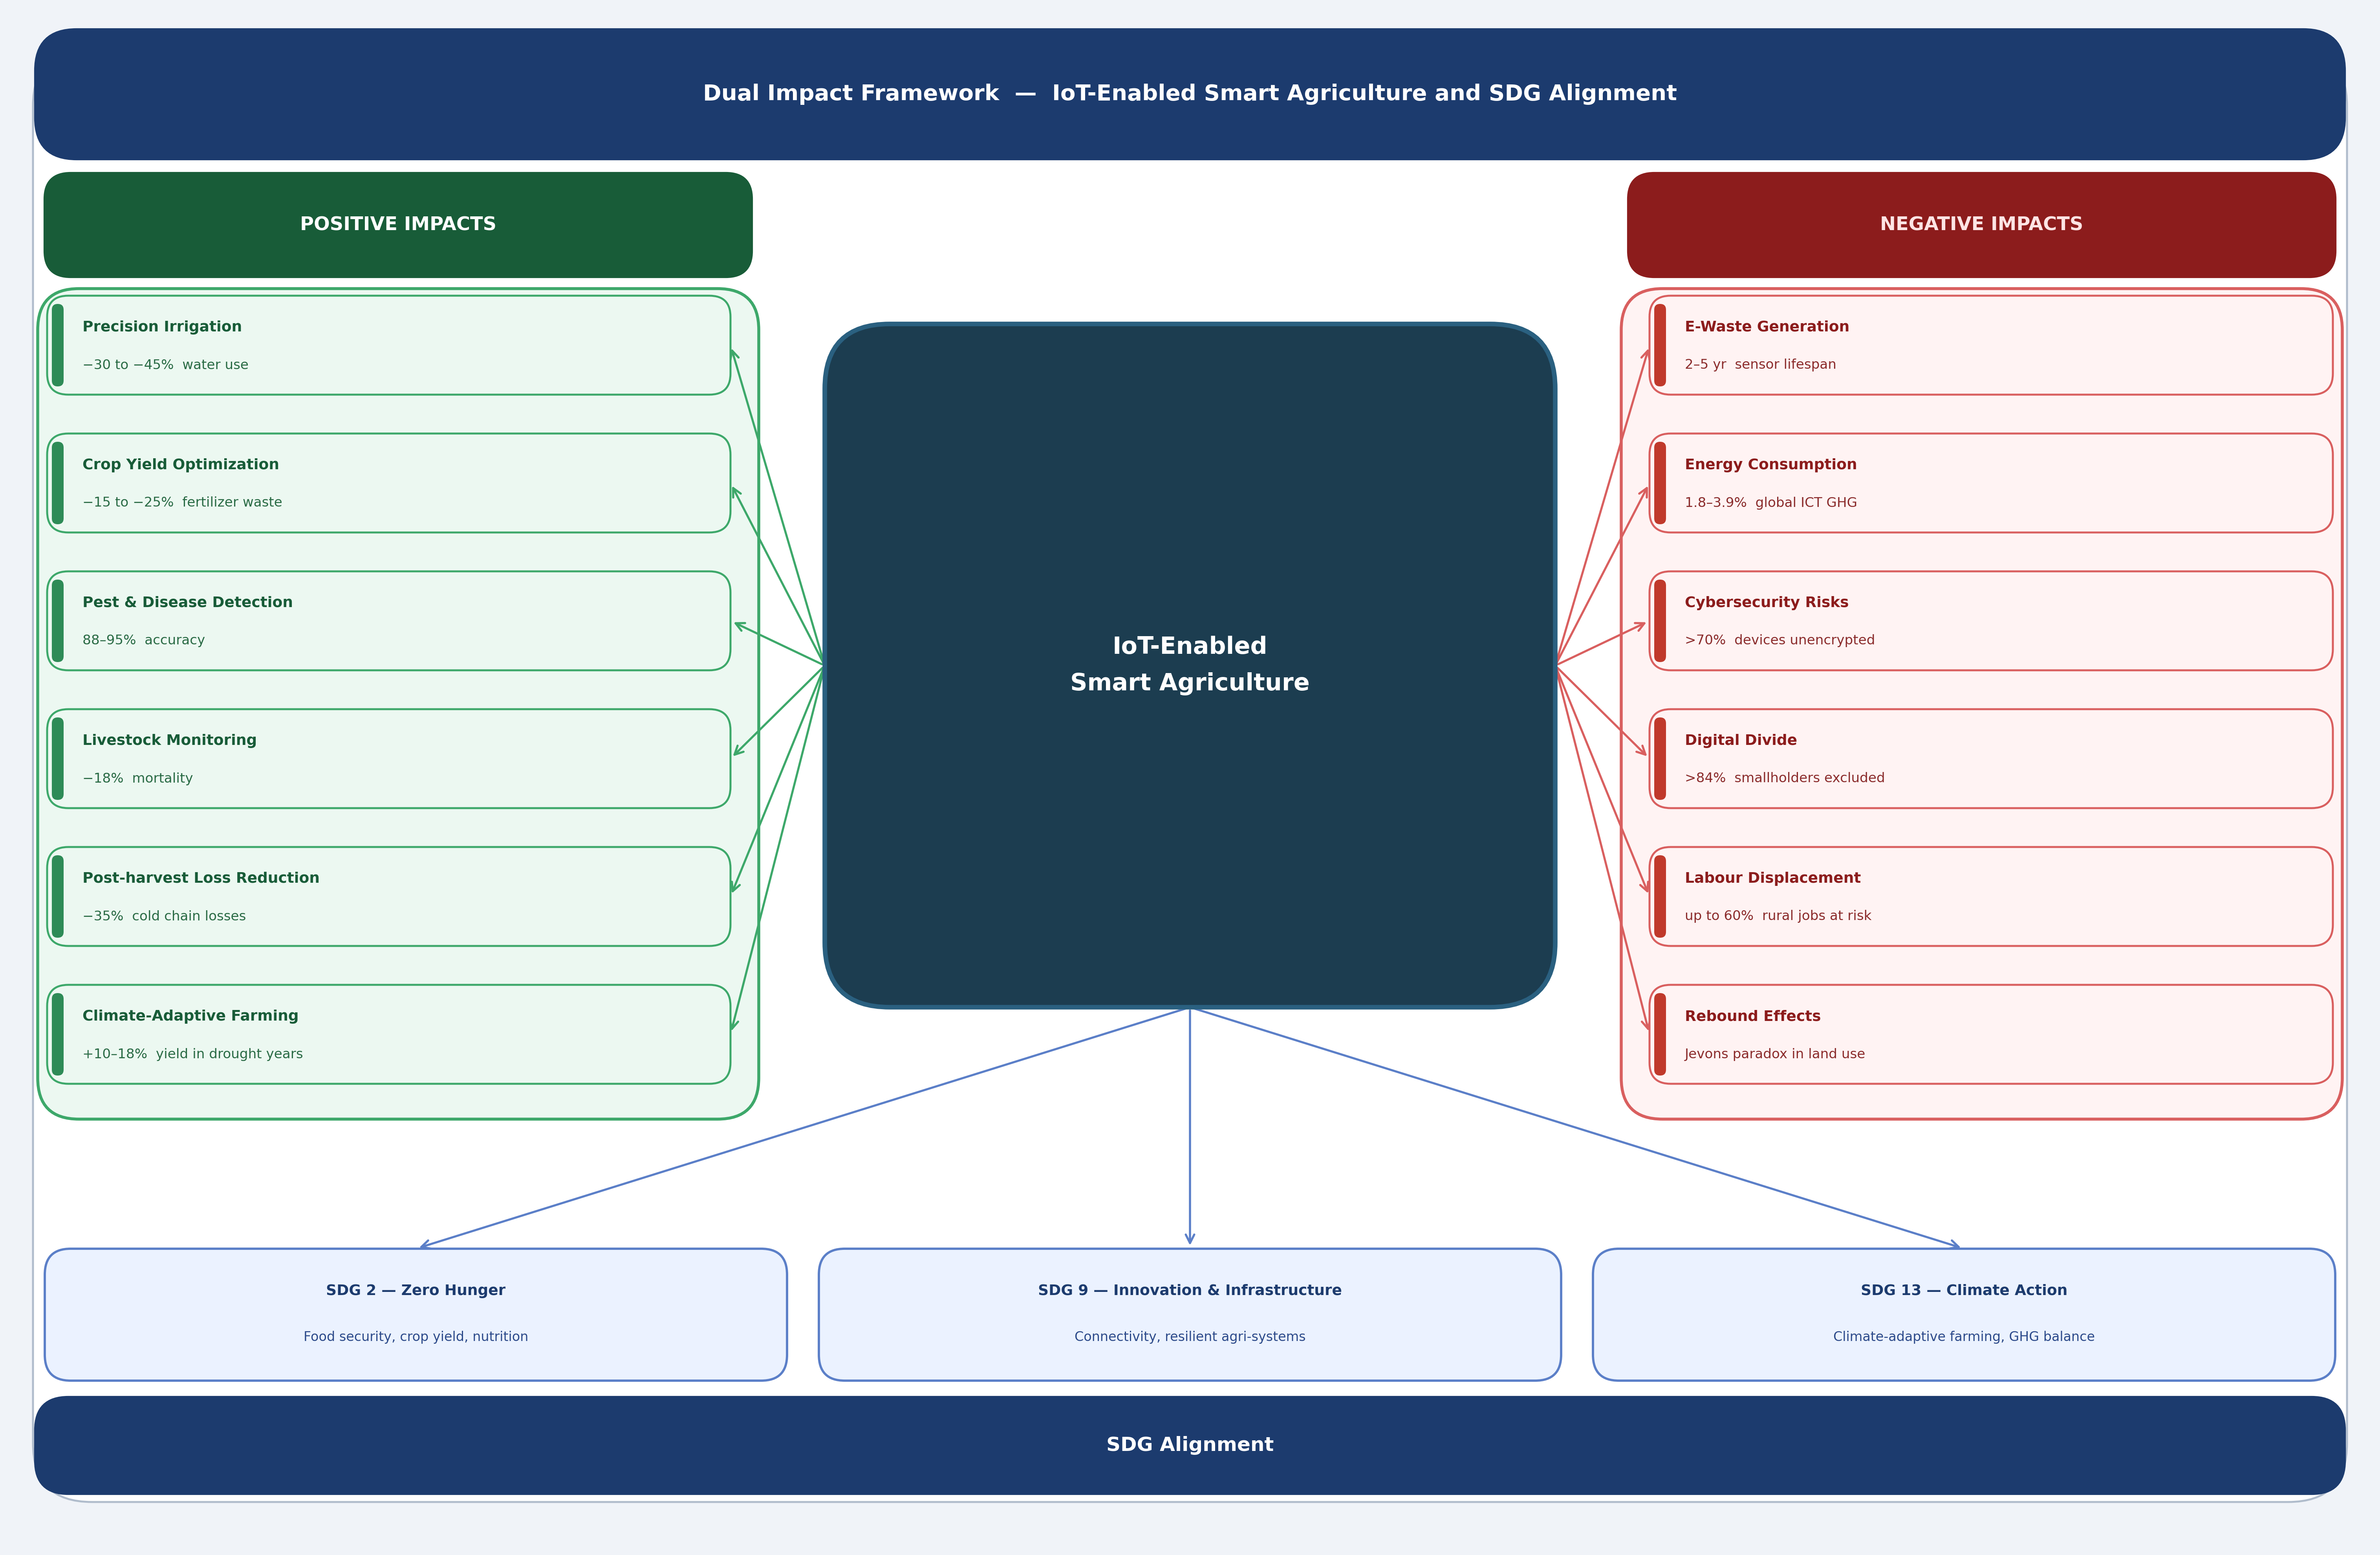 Dual Impact Framework — IoT-Enabled Smart Agriculture and SDG Alignment
POSITIVE IMPACTS
Precision Irrigation
−30 to −45% water use
Crop Yield Optimization
−15 to −25% fertilizer waste
Pest & Disease Detection
88–95% accuracy
Livestock Monitoring
−18% mortality
Post-harvest Loss Reduction
−35% cold chain losses
Climate-Adaptive Farming
+10–18% yield in drought years
IoT-Enabled
Smart Agriculture
NEGATIVE IMPACTS
E-Waste Generation
2–5 yr sensor lifespan
Energy Consumption
1.8–3.9% global ICT GHG
Cybersecurity Risks
>70% devices unencrypted
Digital Divide
>84% smallholders excluded
Labour Displacement
up to 60% rural jobs at risk
Rebound Effects
Jevons paradox in land use
SDG 2 — Zero Hunger
Food security, crop yield, nutrition
SDG 9 — Innovation & Infrastructure
Connectivity, resilient agri-systems
SDG 13 — Climate Action
Climate-adaptive farming, GHG balance
SDG Alignment